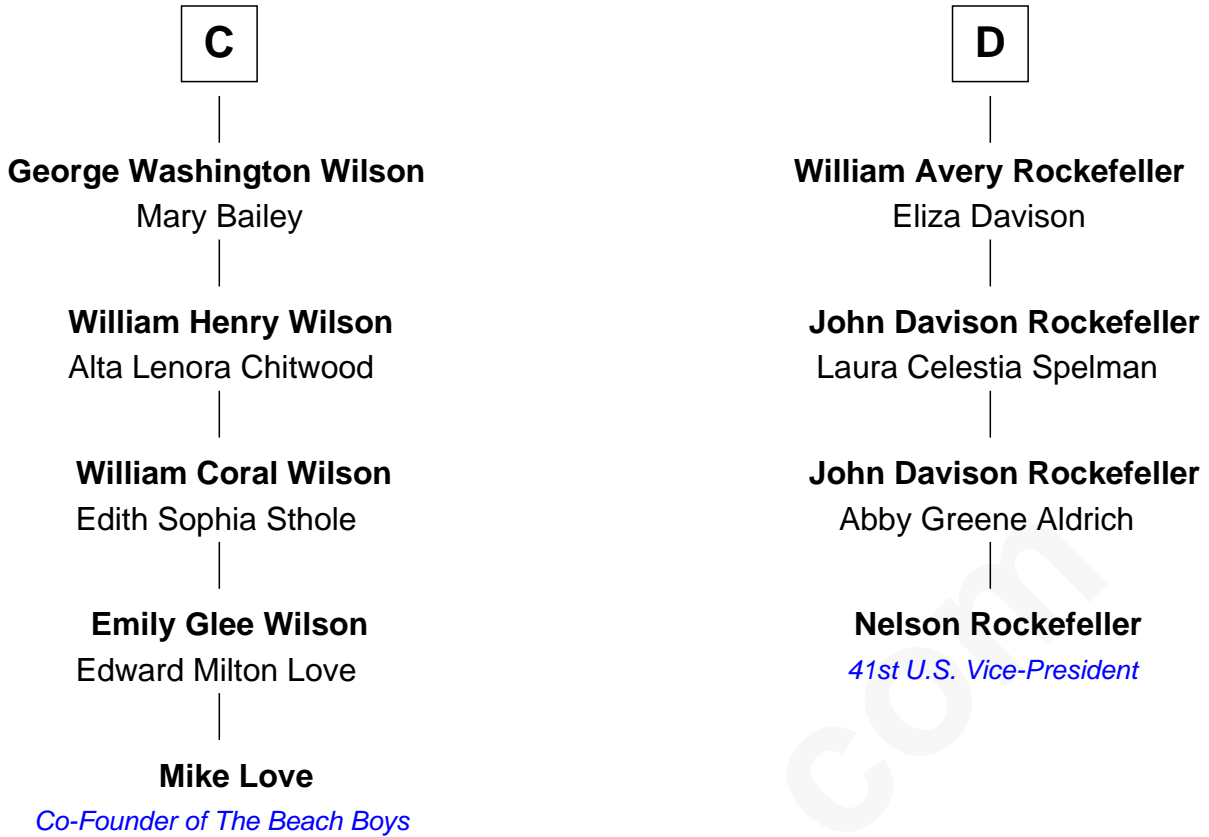 C
George Washington Wilson
Mary Bailey
William Henry Wilson
Alta Lenora Chitwood
William Coral Wilson
Edith Sophia Sthole
Emily Glee Wilson
Edward Milton Love
Mike Love
Co-Founder of The Beach Boys
D
William Avery Rockefeller
Eliza Davison
John Davison Rockefeller
Laura Celestia Spelman
John Davison Rockefeller
Abby Greene Aldrich
Nelson Rockefeller
41st U.S. Vice-President
com